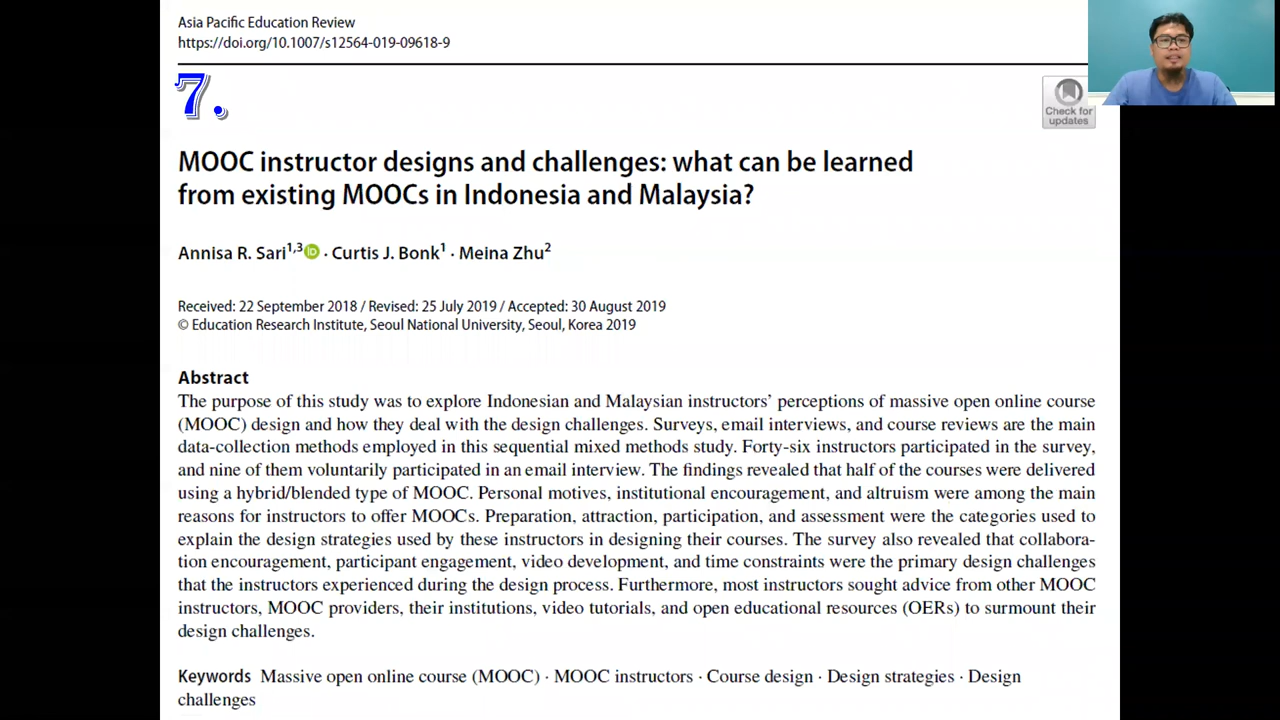 Asia Pacific Education Review
https://doi.org/10.1007/s12564-019-09618-9
7.
Check for
updates
MOOC instructor designs and challenges: what can be learned
from existing MOOCs in Indonesia and Malaysia?
Annisa R. Sari1,3 iD · Curtis J. Bonk1 · Meina Zhu2
Received: 22 September 2018 / Revised: 25 July 2019 / Accepted: 30 August 2019
© Education Research Institute, Seoul National University, Seoul, Korea 2019
Abstract
The purpose of this study was to explore Indonesian and Malaysian instructors’ perceptions of massive open online course
(MOOC) design and how they deal with the design challenges. Surveys, email interviews, and course reviews are the main
data-collection methods employed in this sequential mixed methods study. Forty-six instructors participated in the survey,
and nine of them voluntarily participated in an email interview. The findings revealed that half of the courses were delivered
using a hybrid/blended type of MOOC. Personal motives, institutional encouragement, and altruism were among the main
reasons for instructors to offer MOOCs. Preparation, attraction, participation, and assessment were the categories used to
explain the design strategies used by these instructors in designing their courses. The survey also revealed that collabora-
tion encouragement, participant engagement, video development, and time constraints were the primary design challenges
that the instructors experienced during the design process. Furthermore, most instructors sought advice from other MOOC
instructors, MOOC providers, their institutions, video tutorials, and open educational resources (OERs) to surmount their
design challenges.
Keywords Massive open online course (MOOC) · MOOC instructors · Course design · Design strategies · Design
challenges